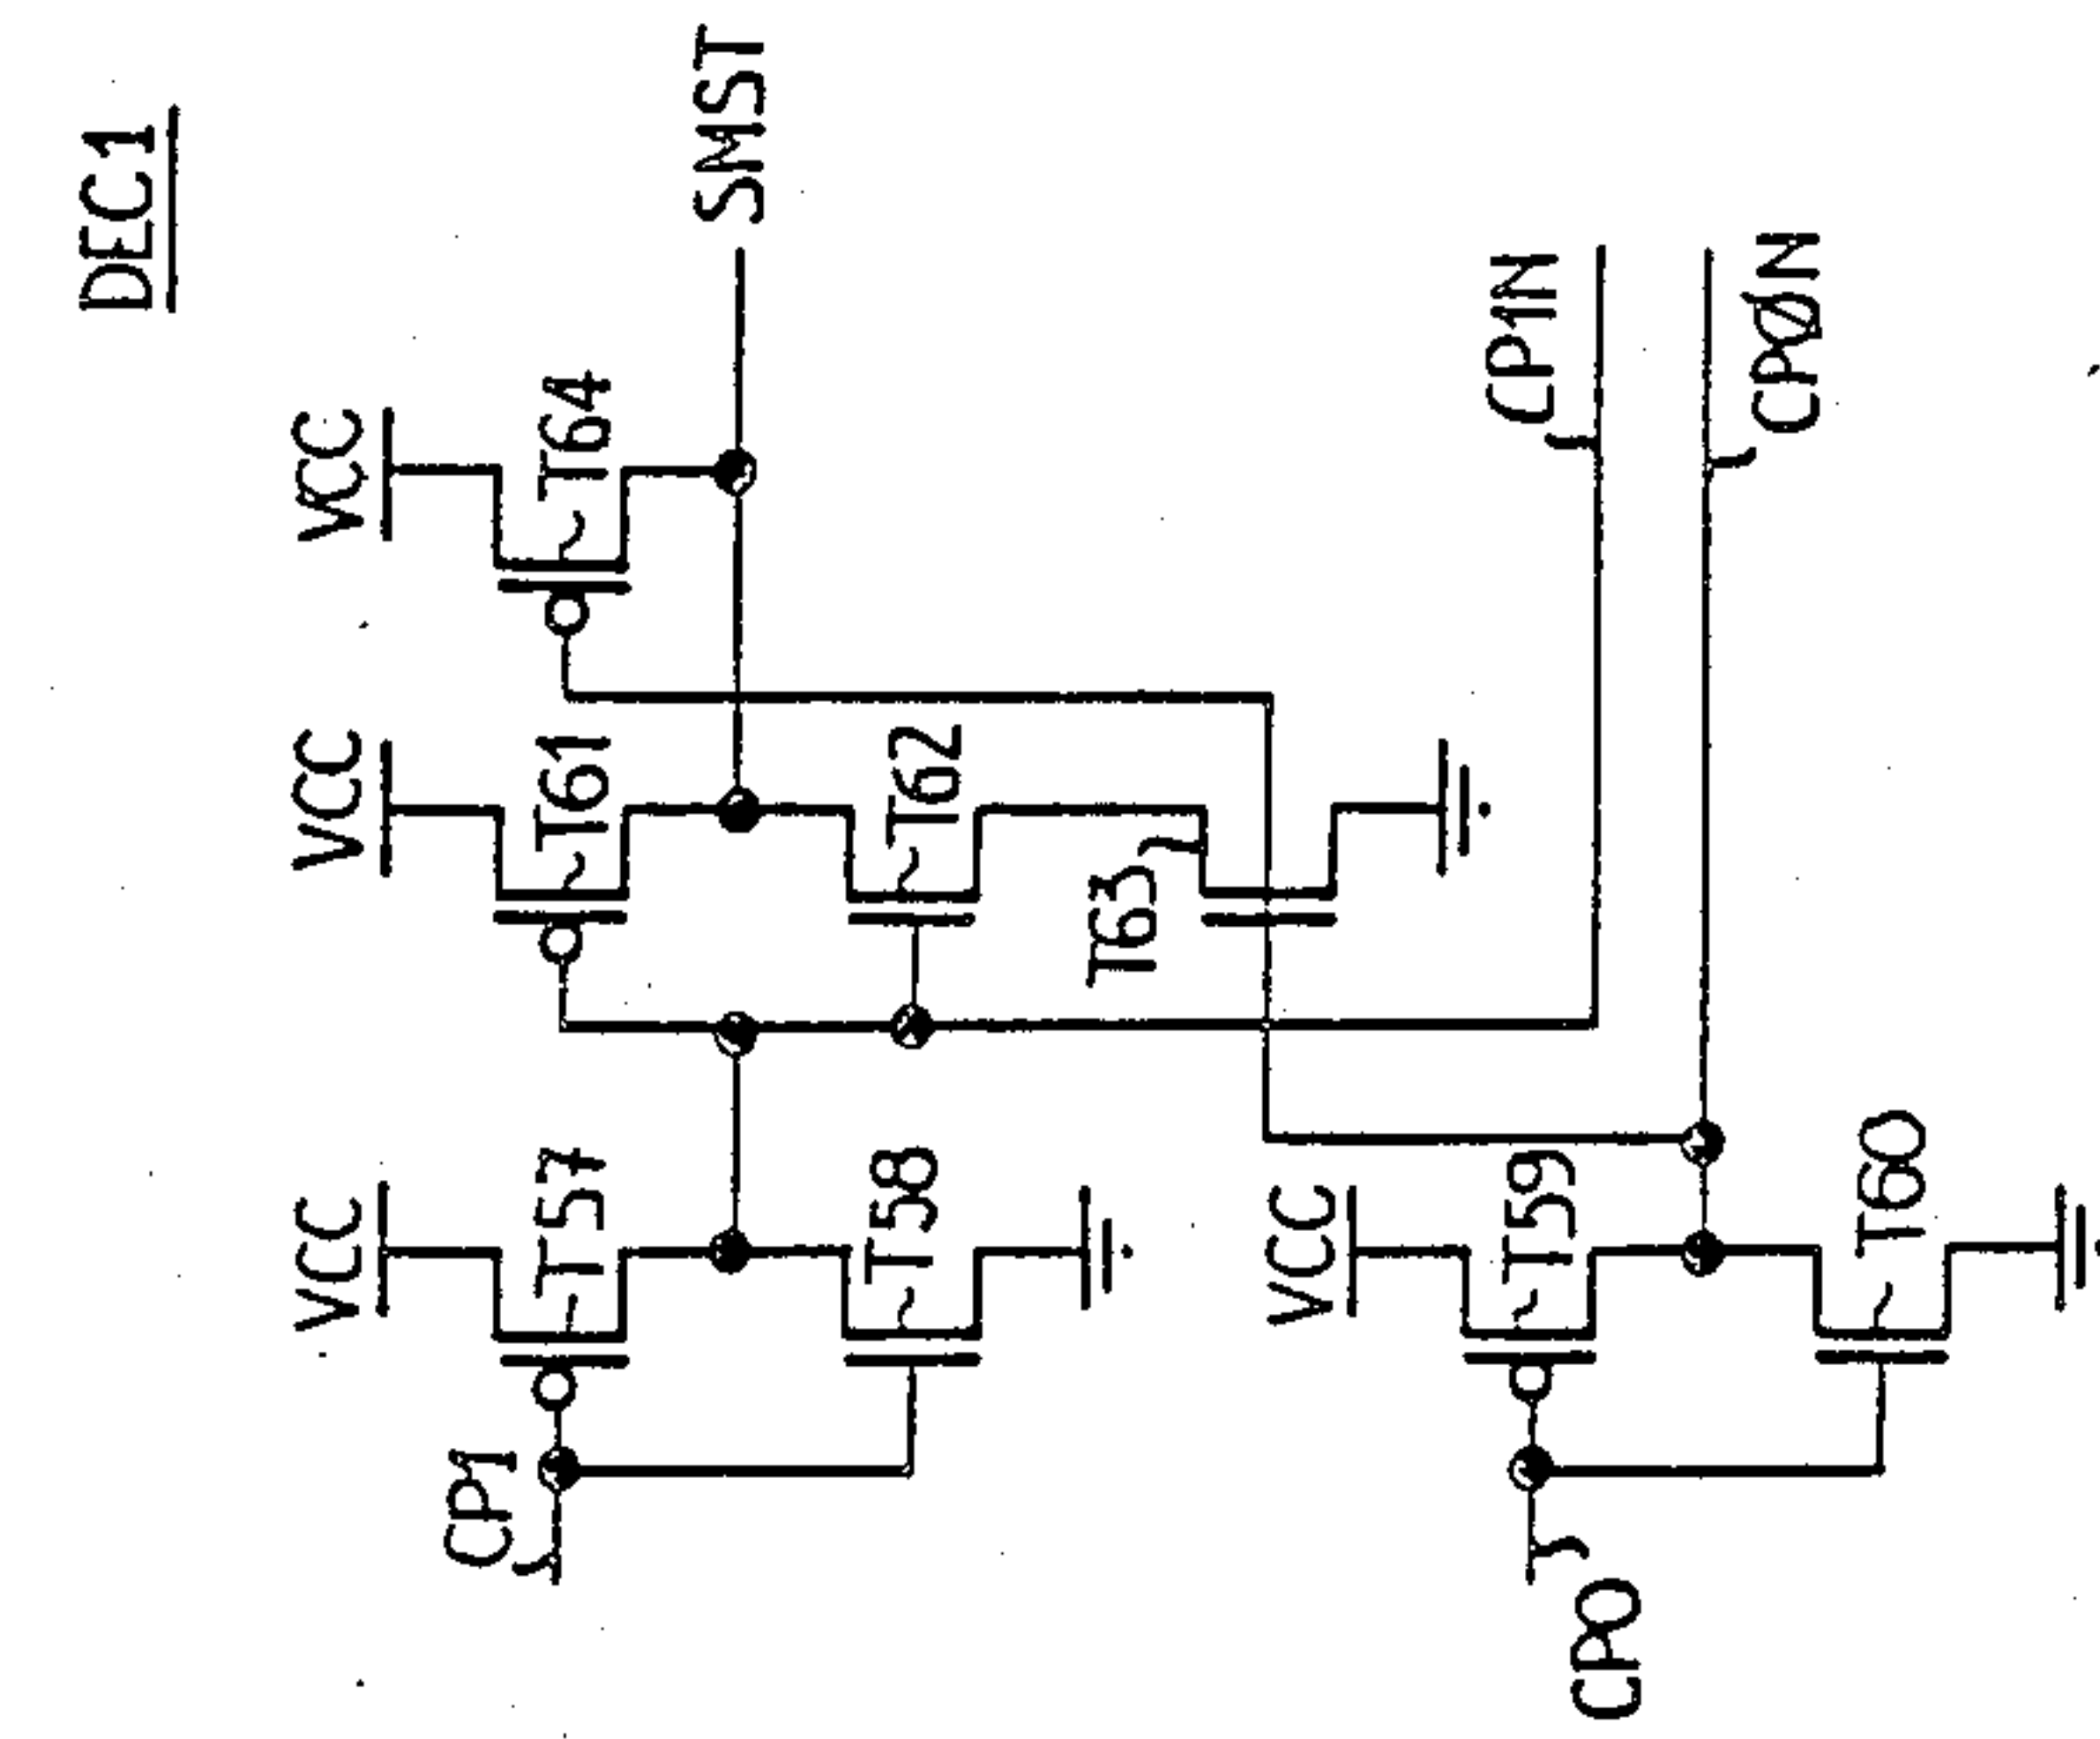 DEC1
VCC
VCC
VCC
T57
T61
T64
SMST
CP1
T58
T62
T63
VCC
T59
T60
CP0
CP1N
CPØN